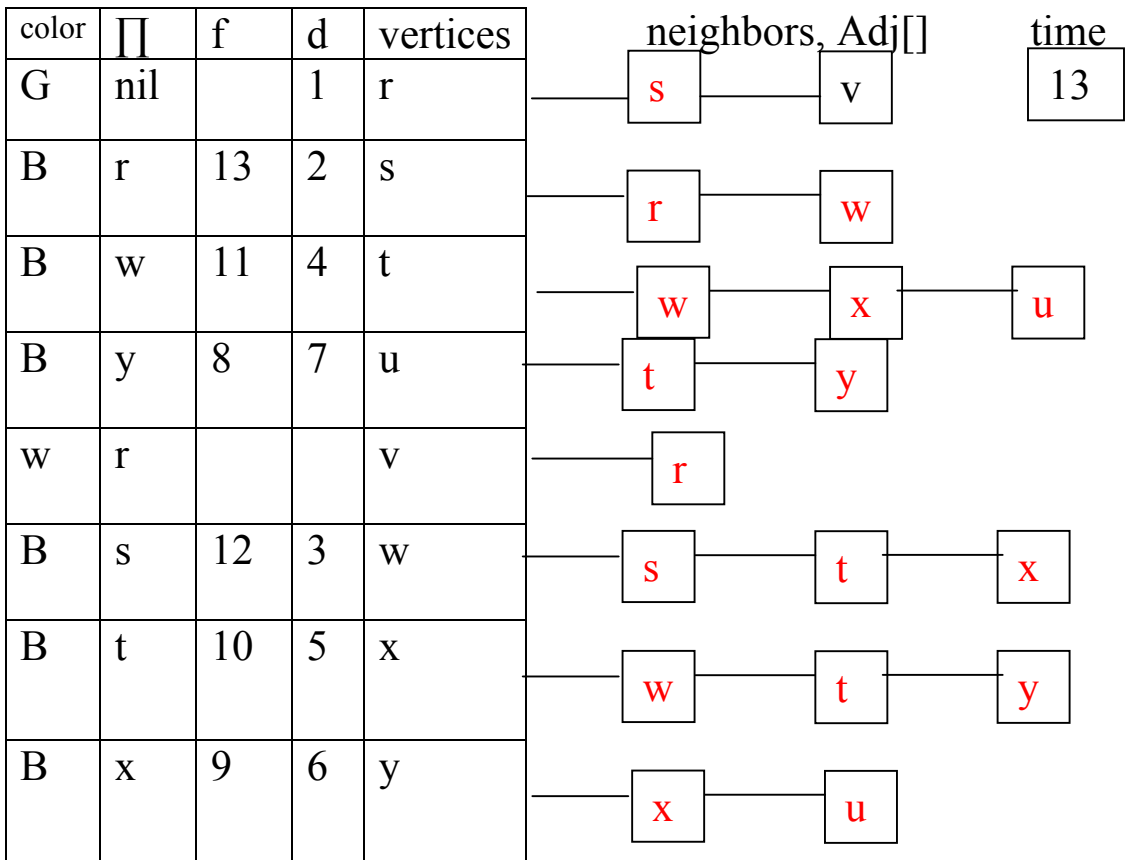 color ∏ f d vertices neighbors, Adj[] time
G nil 1 r s v 13
B r 13 2 s r w
B w 11 4 t w x u
B y 8 7 u t y
w r v r
B s 12 3 w s t x
B t 10 5 x w t y
B x 9 6 y x u